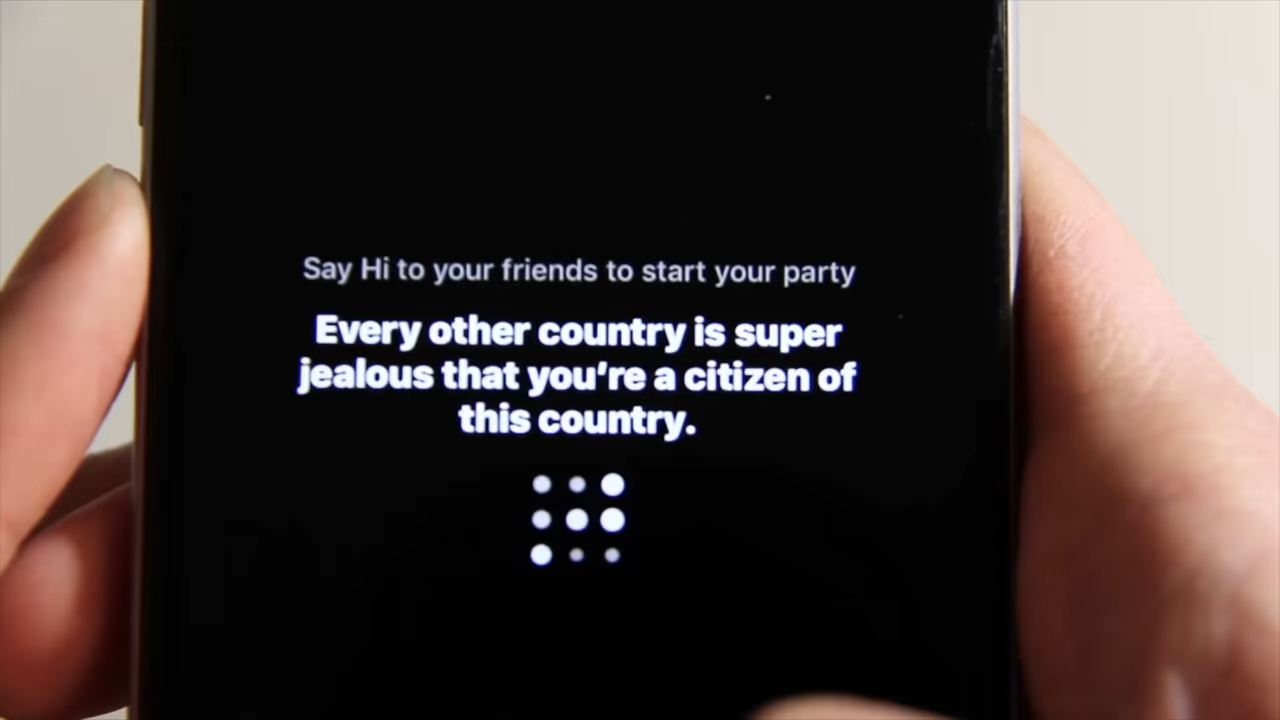 Say Hi to your friends to start your party
Every other country is super
jealous that you’re a citizen of
this country.